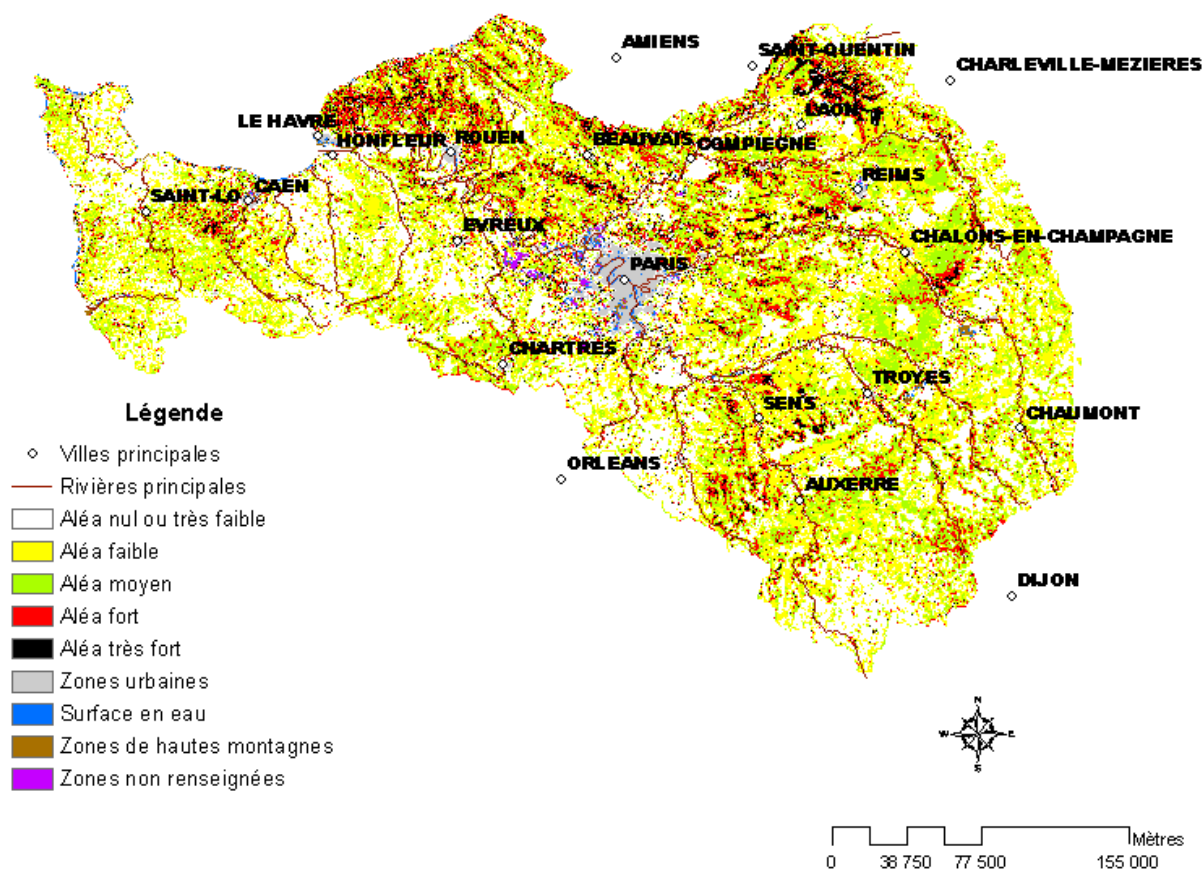 AMIENS
SAINT-QUENTIN
CHARLEVILLE-MEZIERES
LAON
LE HAVRE
HONFLEUR
ROUEN
BEAUVAIS
COMPIEGNE
REIMS
SAINT-LO
CAEN
EVREUX
CHALONS-EN-CHAMPAGNE
PARIS
CHARTRES
TROYES
SENS
CHAUMONT
ORLEANS
AUXERRE
DIJON
Légende
Villes principales
Rivières principales
Aléa nul ou très faible
Aléa faible
Aléa moyen
Aléa fort
Aléa très fort
Zones urbaines
Surface en eau
Zones de hautes montagnes
Zones non renseignées
N
W E
S
Mètres
0 38 750 77 500 155 000